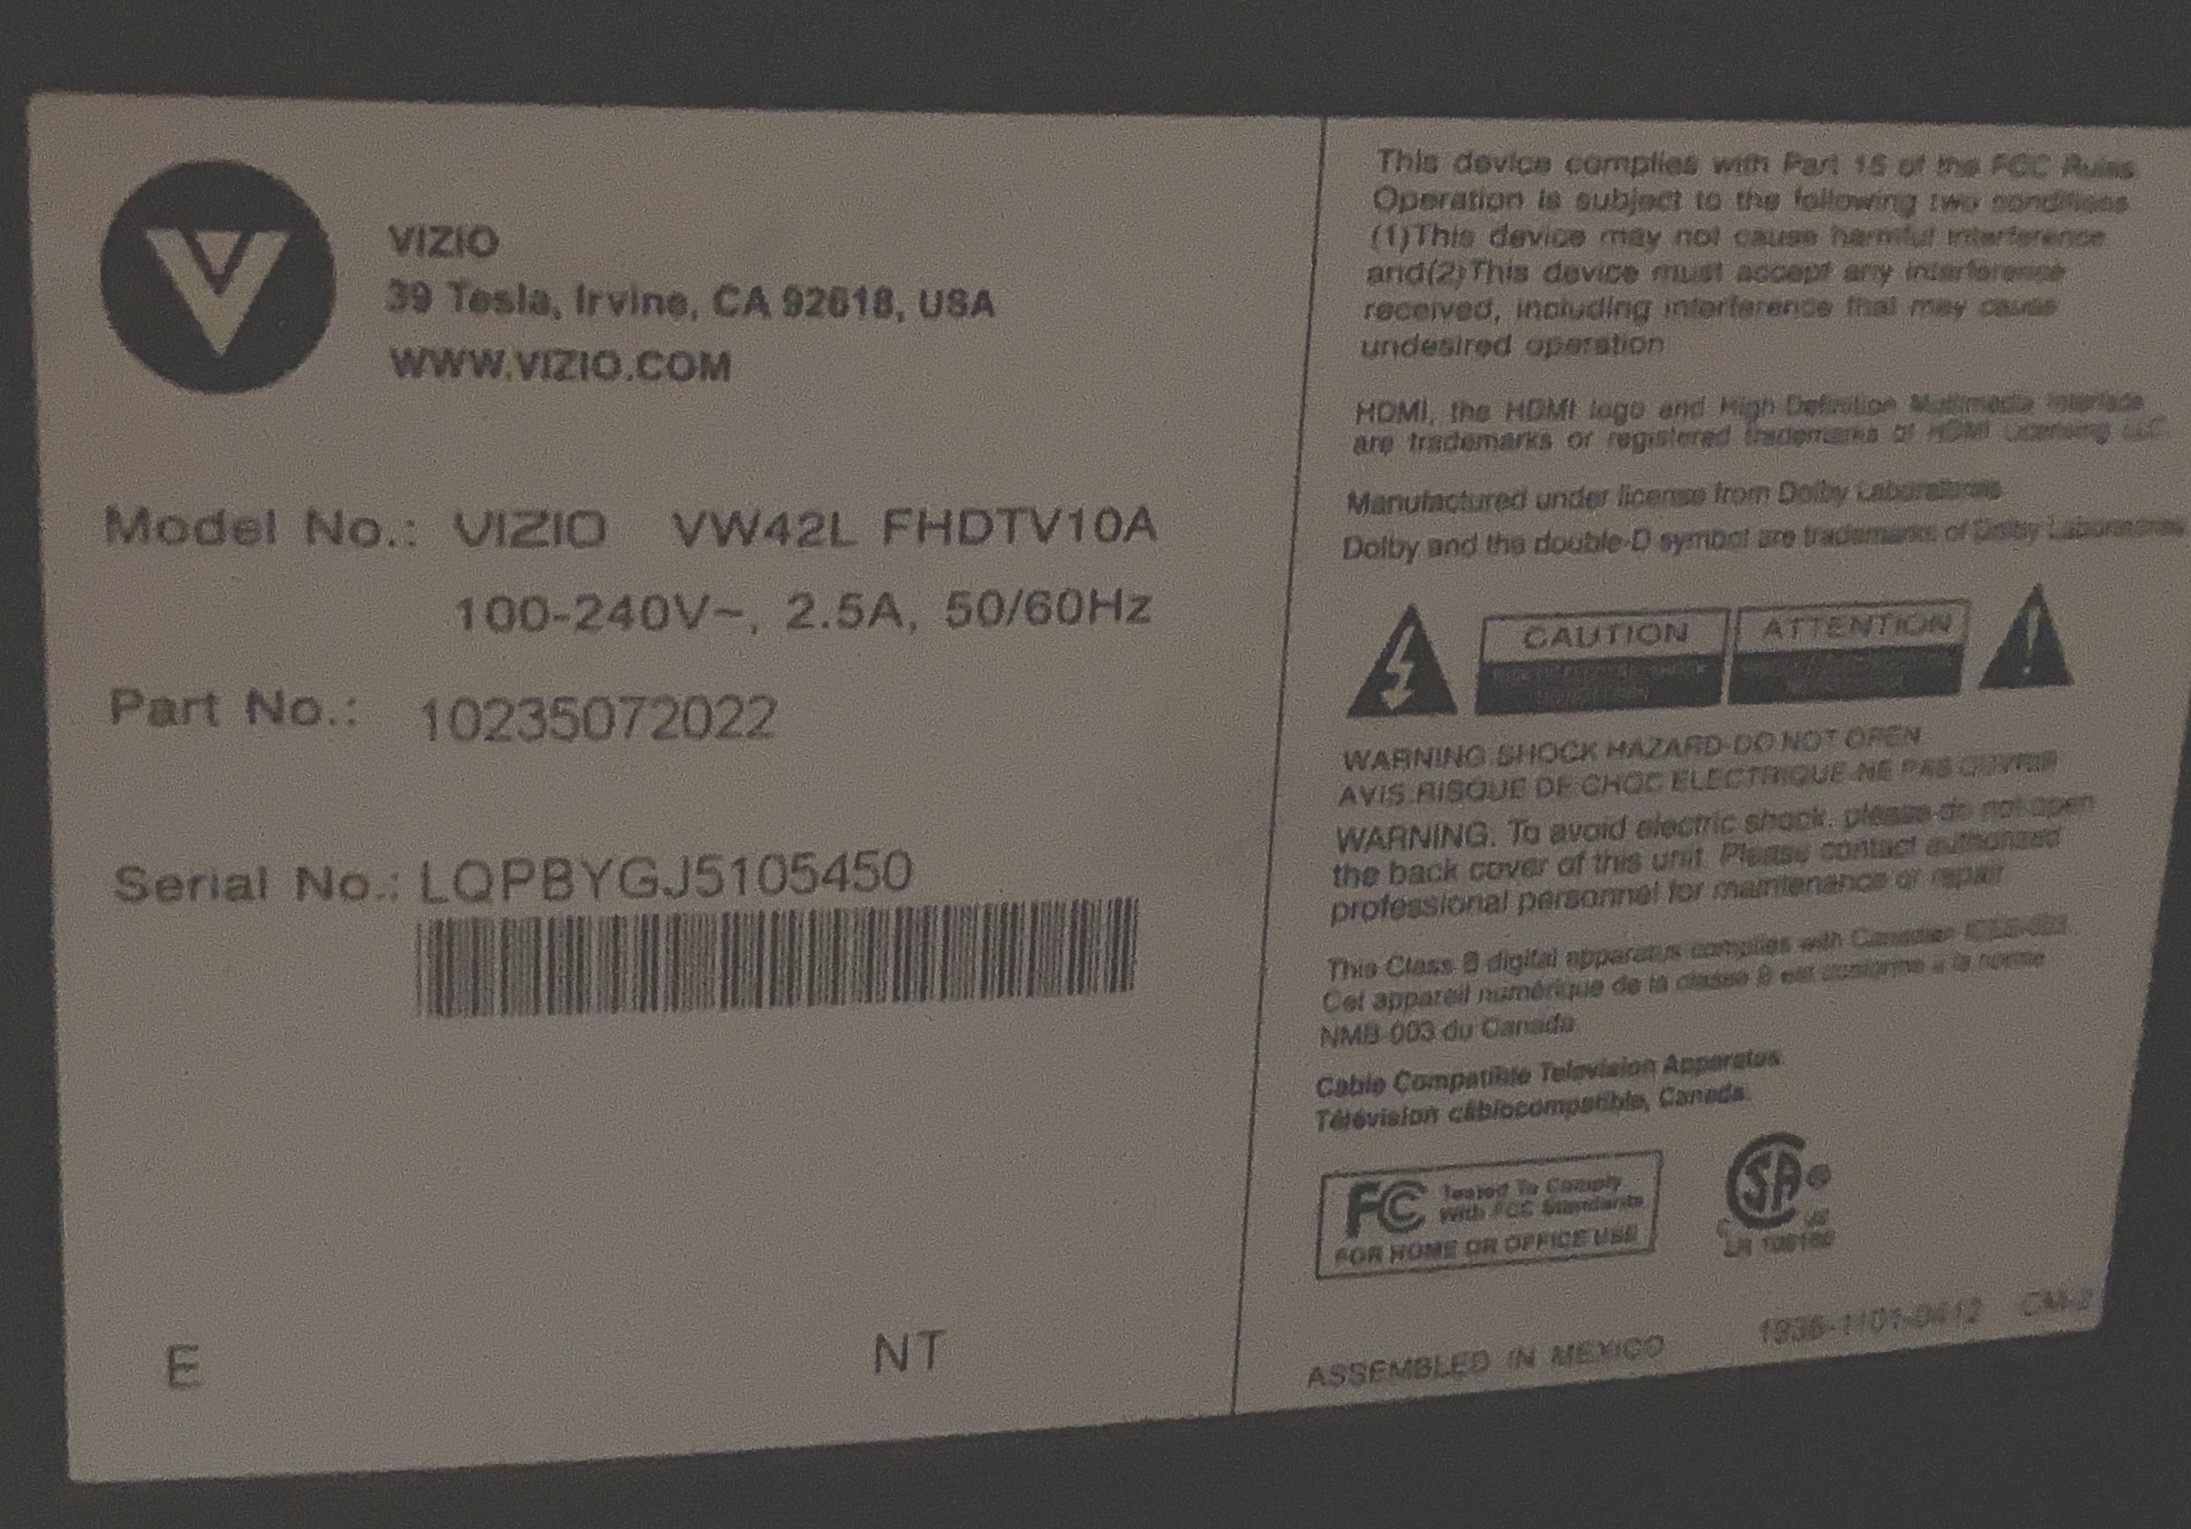 VIZIO
39 Tesla, Irvine, CA 92618, USA
WWW.VIZIO.COM
Model No.: VIZIO VW42L FHDTV10A
100-240V~, 2.5A, 50/60Hz
Part No.: 10235072022
Serial No.: LQPBYGJ5105450
E
NT
This device complies with Part 15 of the FCC Rules
Operation is subject to the following two conditions
(1)This device may not cause harmful interference
and(2)This device must accept any interference
received, including interference that may cause
undesired operation
HDMI, the HDMI logo and High Definition Multimedia Interface
are trademarks or registered trademarks of HDMI Licensing LLC.
Manufactured under license from Dolby Laboratories
Dolby and the double-D symbol are trademarks of Dolby Laboratories
CAUTION
ATTENTION
WARNING:SHOCK HAZARD-DO NOT OPEN
AVIS:RISQUE DE CHOC ELECTRIQUE-NE PAS OUVRIR
WARNING. To avoid electric shock, please do not open
the back cover of this unit. Please contact authorized
professional personnel for maintenance or repair
This Class B digital apparatus complies with Canadian ICES-003
Cet appareil numérique de la classe B est conforme à la norme
NMB-003 du Canada
Cable Compatible Television Apparatus
Télévision câblocompatible, Canada.
FC Tested To Comply
With FCC Standards
FOR HOME OR OFFICE USE
SA
ASSEMBLED IN MEXICO